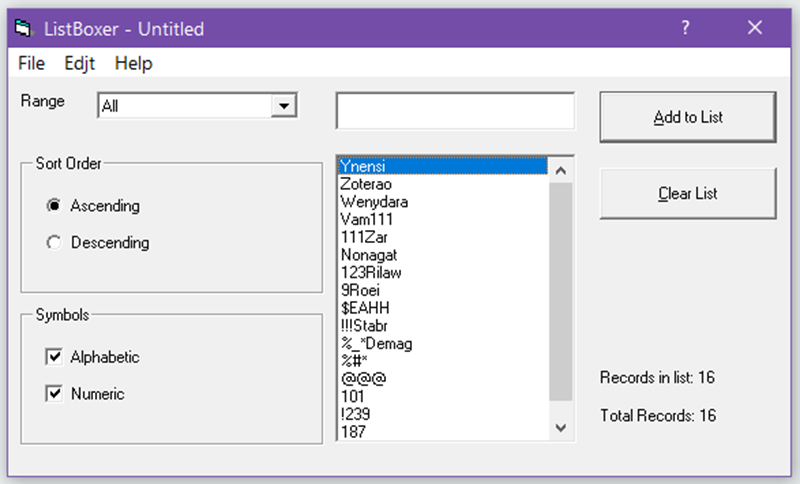 ListBoxer - Untitled
File Edjt Help
Range All
Add to List
Sort Order
Ascending
Descending
Ynensi
Zoterao
Wenydara
Vam111
111Zar
Nonagat
123Rilaw
9Roei
$EAHH
!!!Stabr
%_*Demag
%#*
@@@
101
!239
187
Clear List
Symbols
Alphabetic
Numeric
Records in list: 16
Total Records: 16